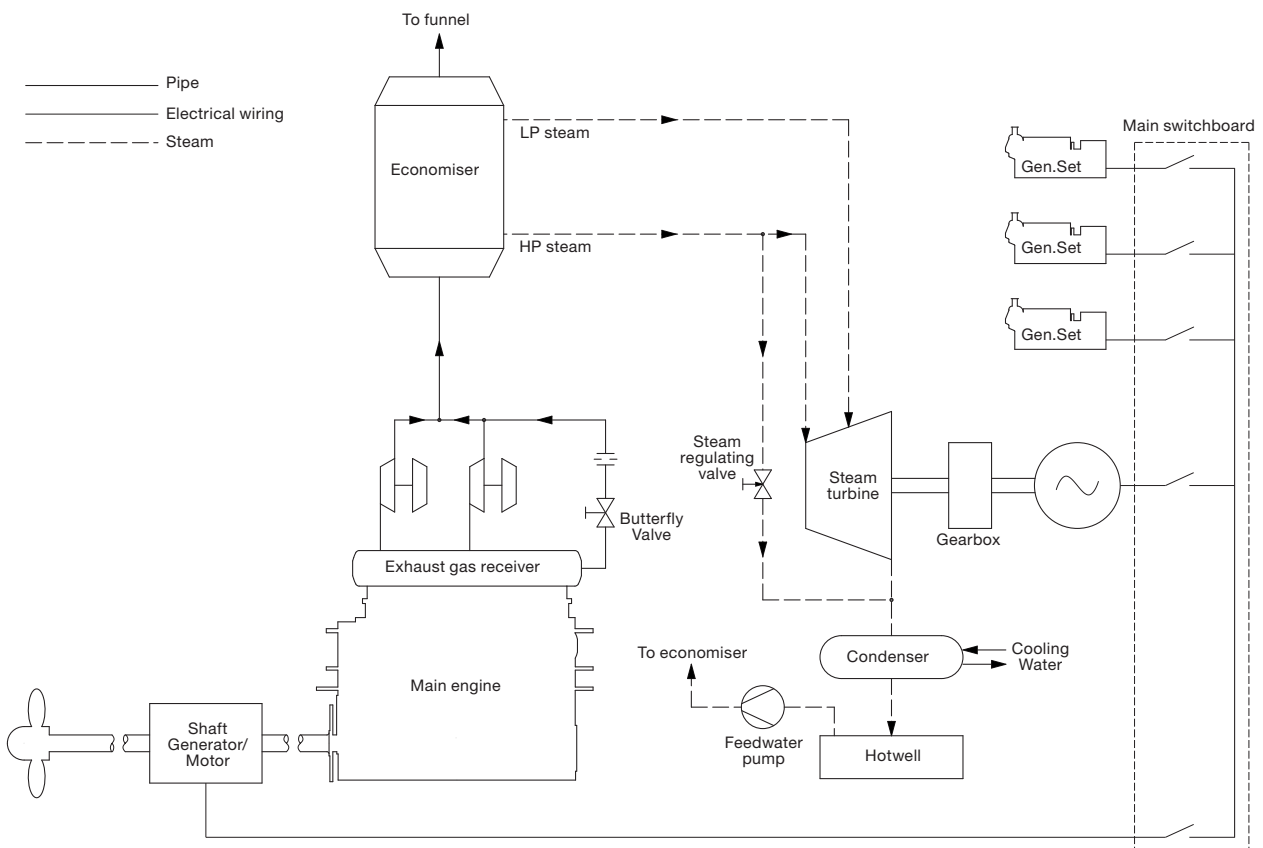 To funnel
Pipe
Electrical wiring
Steam
Economiser
LP steam
HP steam
Main switchboard
Gen.Set
Gen.Set
Gen.Set
Steam
regulating
valve
Steam
turbine
Gearbox
Butterfly
Valve
Exhaust gas receiver
Main engine
Condenser
Cooling
Water
To economiser
Feedwater
pump
Hotwell
Shaft
Generator/
Motor